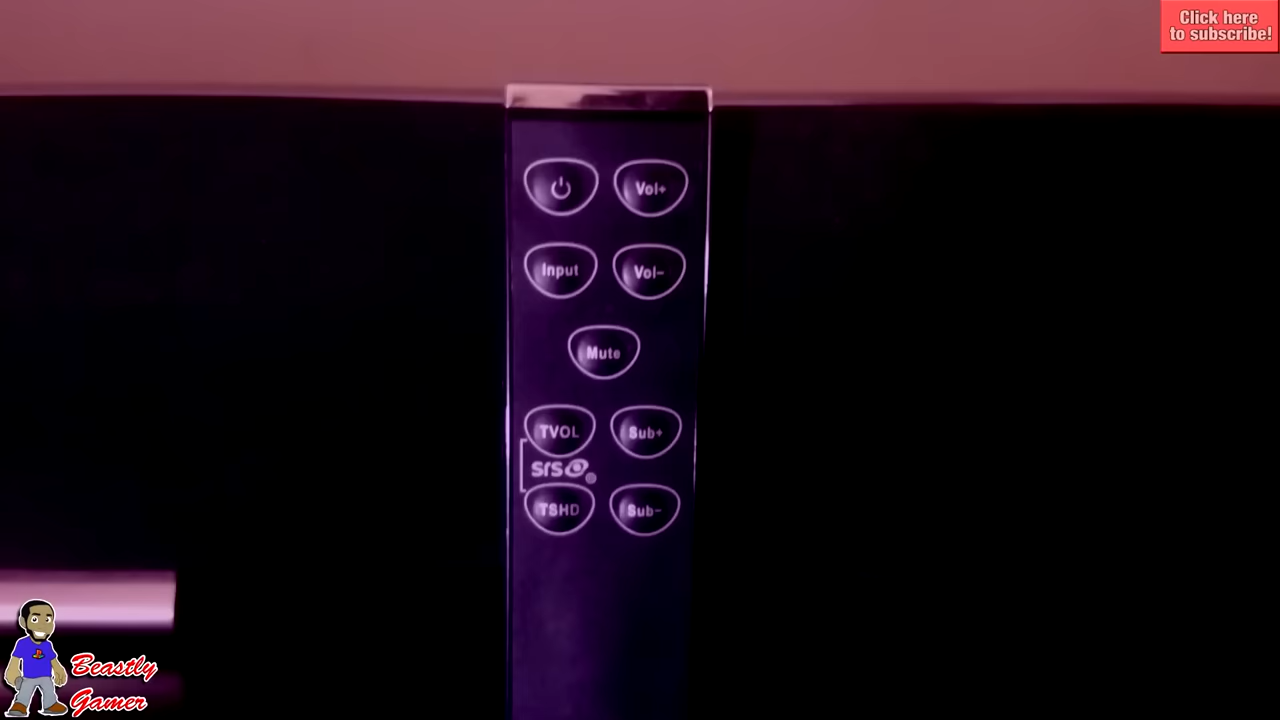 Click here
to subscribe!
Vol+
Input
Vol-
Mute
TVOL
Sub+
SRS
TSHD
Sub-
Beastly
Gamer